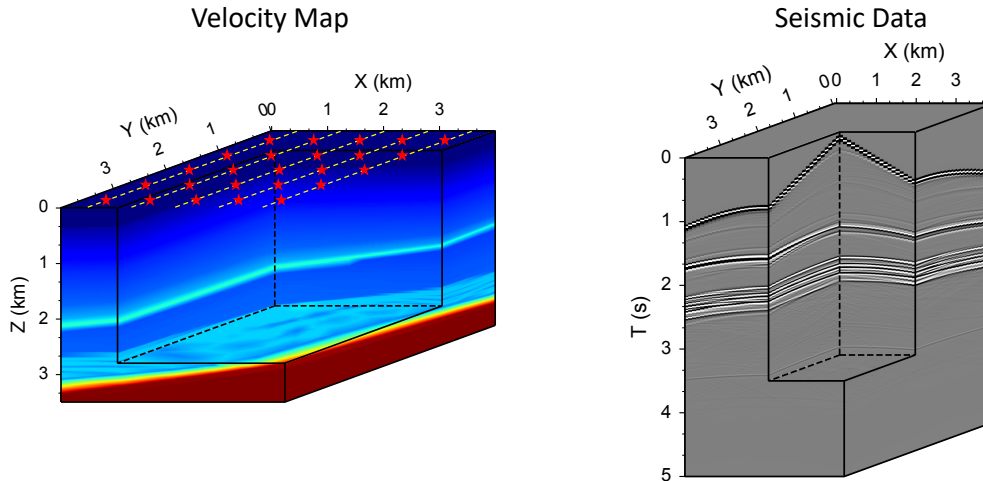 Velocity Map
Seismic Data
X (km)
0 1 2 3
Y (km)
0 1 2 3
Z (km)
0
1
2
3
X (km)
0 1 2 3
Y (km)
0 1 2 3
T (s)
0
1
2
3
4
5